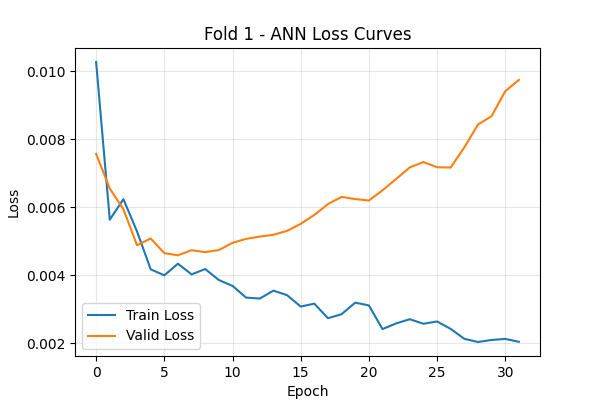 Fold 1 - ANN Loss Curves
0.010
0.008
0.006
0.004
0.002
Loss
Train Loss
Valid Loss
0 5 10 15 20 25 30
Epoch